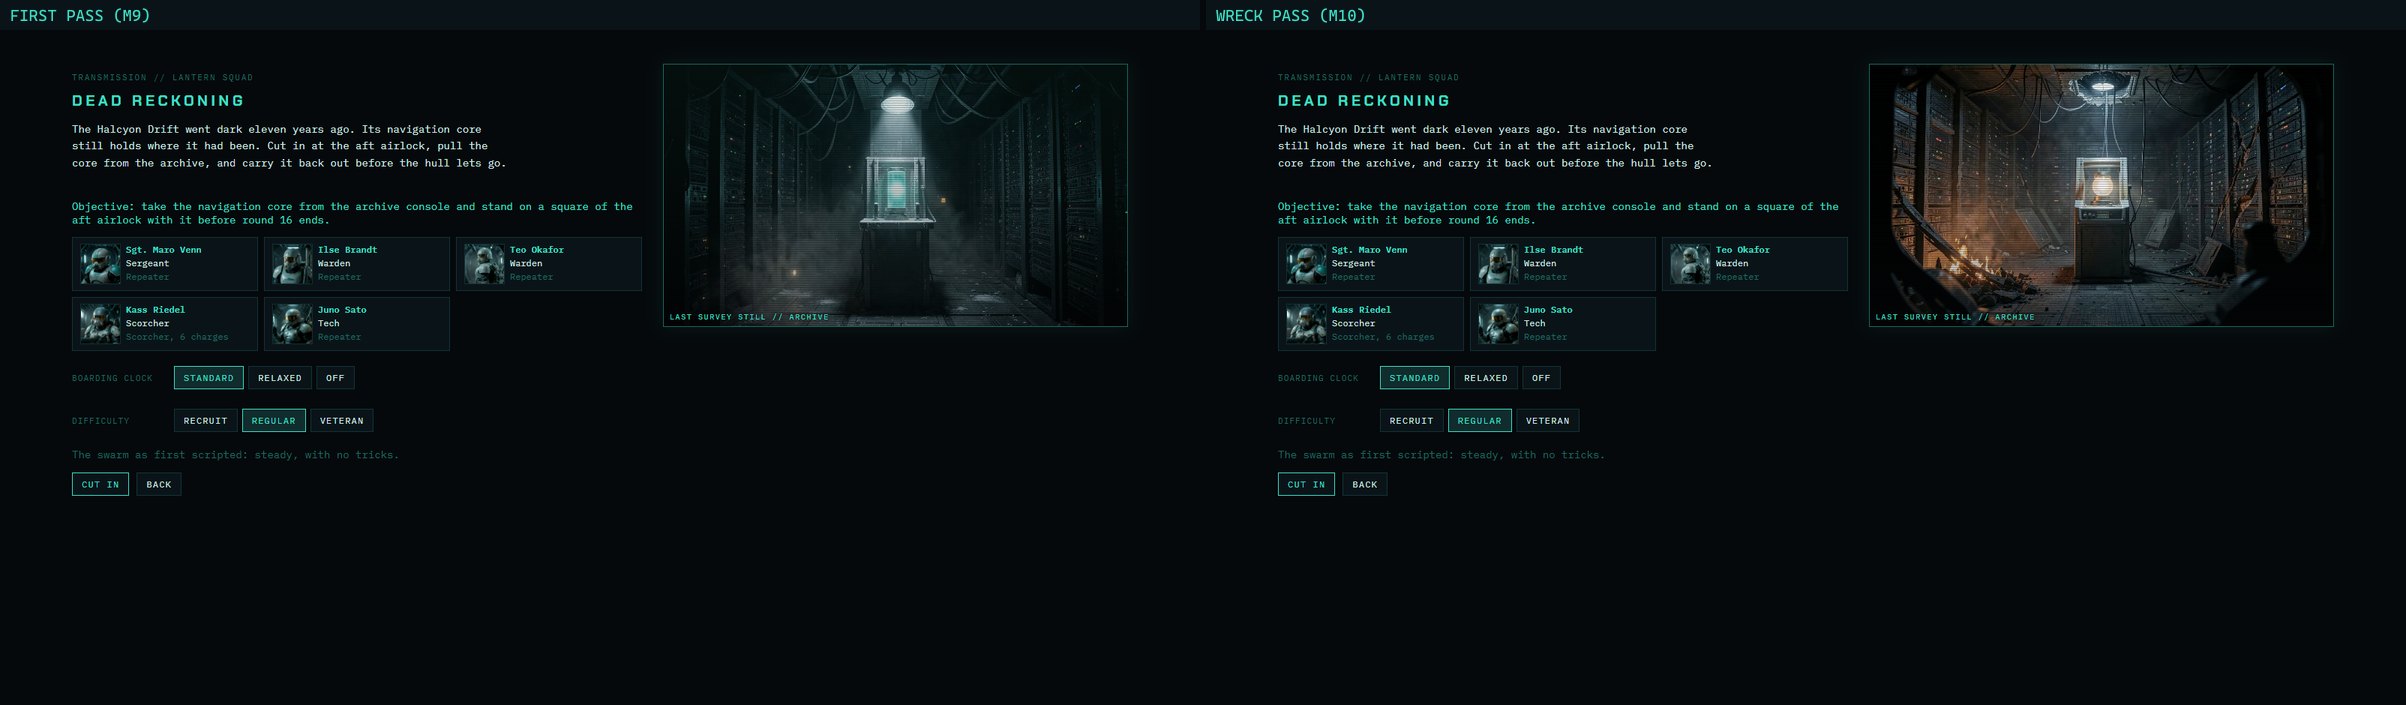 FIRST PASS (M9)
TRANSMISSION // LANTERN SQUAD
DEAD RECKONING
The Halcyon Drift went dark eleven years ago. Its navigation core
still holds where it had been. Cut in at the aft airlock, pull the
core from the archive, and carry it back out before the hull lets go.
Objective: take the navigation core from the archive console and stand on a square of the
aft airlock with it before round 16 ends.
Sgt. Maro Venn
Sergeant
Repeater
Ilse Brandt
Warden
Repeater
Teo Okafor
Warden
Repeater
Kass Riedel
Scorcher
Scorcher, 6 charges
Juno Sato
Tech
Repeater
LAST SURVEY STILL // ARCHIVE
BOARDING CLOCK STANDARD RELAXED OFF
DIFFICULTY RECRUIT REGULAR VETERAN
The swarm as first scripted: steady, with no tricks.
CUT IN BACK
WRECK PASS (M10)
TRANSMISSION // LANTERN SQUAD
DEAD RECKONING
The Halcyon Drift went dark eleven years ago. Its navigation core
still holds where it had been. Cut in at the aft airlock, pull the
core from the archive, and carry it back out before the hull lets go.
Objective: take the navigation core from the archive console and stand on a square of the
aft airlock with it before round 16 ends.
Sgt. Maro Venn
Sergeant
Repeater
Ilse Brandt
Warden
Repeater
Teo Okafor
Warden
Repeater
Kass Riedel
Scorcher
Scorcher, 6 charges
Juno Sato
Tech
Repeater
LAST SURVEY STILL // ARCHIVE
BOARDING CLOCK STANDARD RELAXED OFF
DIFFICULTY RECRUIT REGULAR VETERAN
The swarm as first scripted: steady, with no tricks.
CUT IN BACK